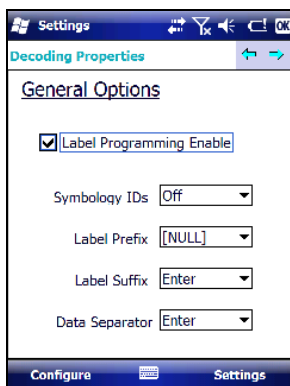 Settings OK
Decoding Properties
General Options
Label Programming Enable
Symbology IDs Off
Label Prefix [NULL]
Label Suffix Enter
Data Separator Enter
Configure Settings